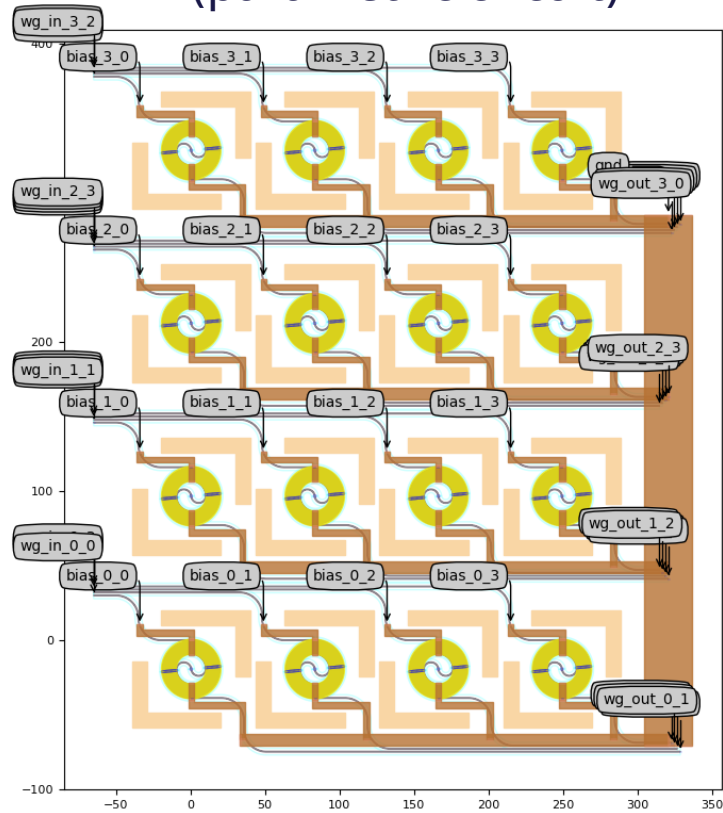 wg_in_3_2
400
bias_3_0
bias_3_1
bias_3_2
bias_3_3
gnd
wg_out_3_0
wg_in_2_3
bias_2_0
bias_2_1
bias_2_2
bias_2_3
200
wg_out_2_3
wg_in_1_1
bias_1_0
bias_1_1
bias_1_2
bias_1_3
100
wg_out_1_2
wg_in_0_0
bias_0_0
bias_0_1
bias_0_2
bias_0_3
0
wg_out_0_1
−100
−50
0
50
100
150
200
250
300
350